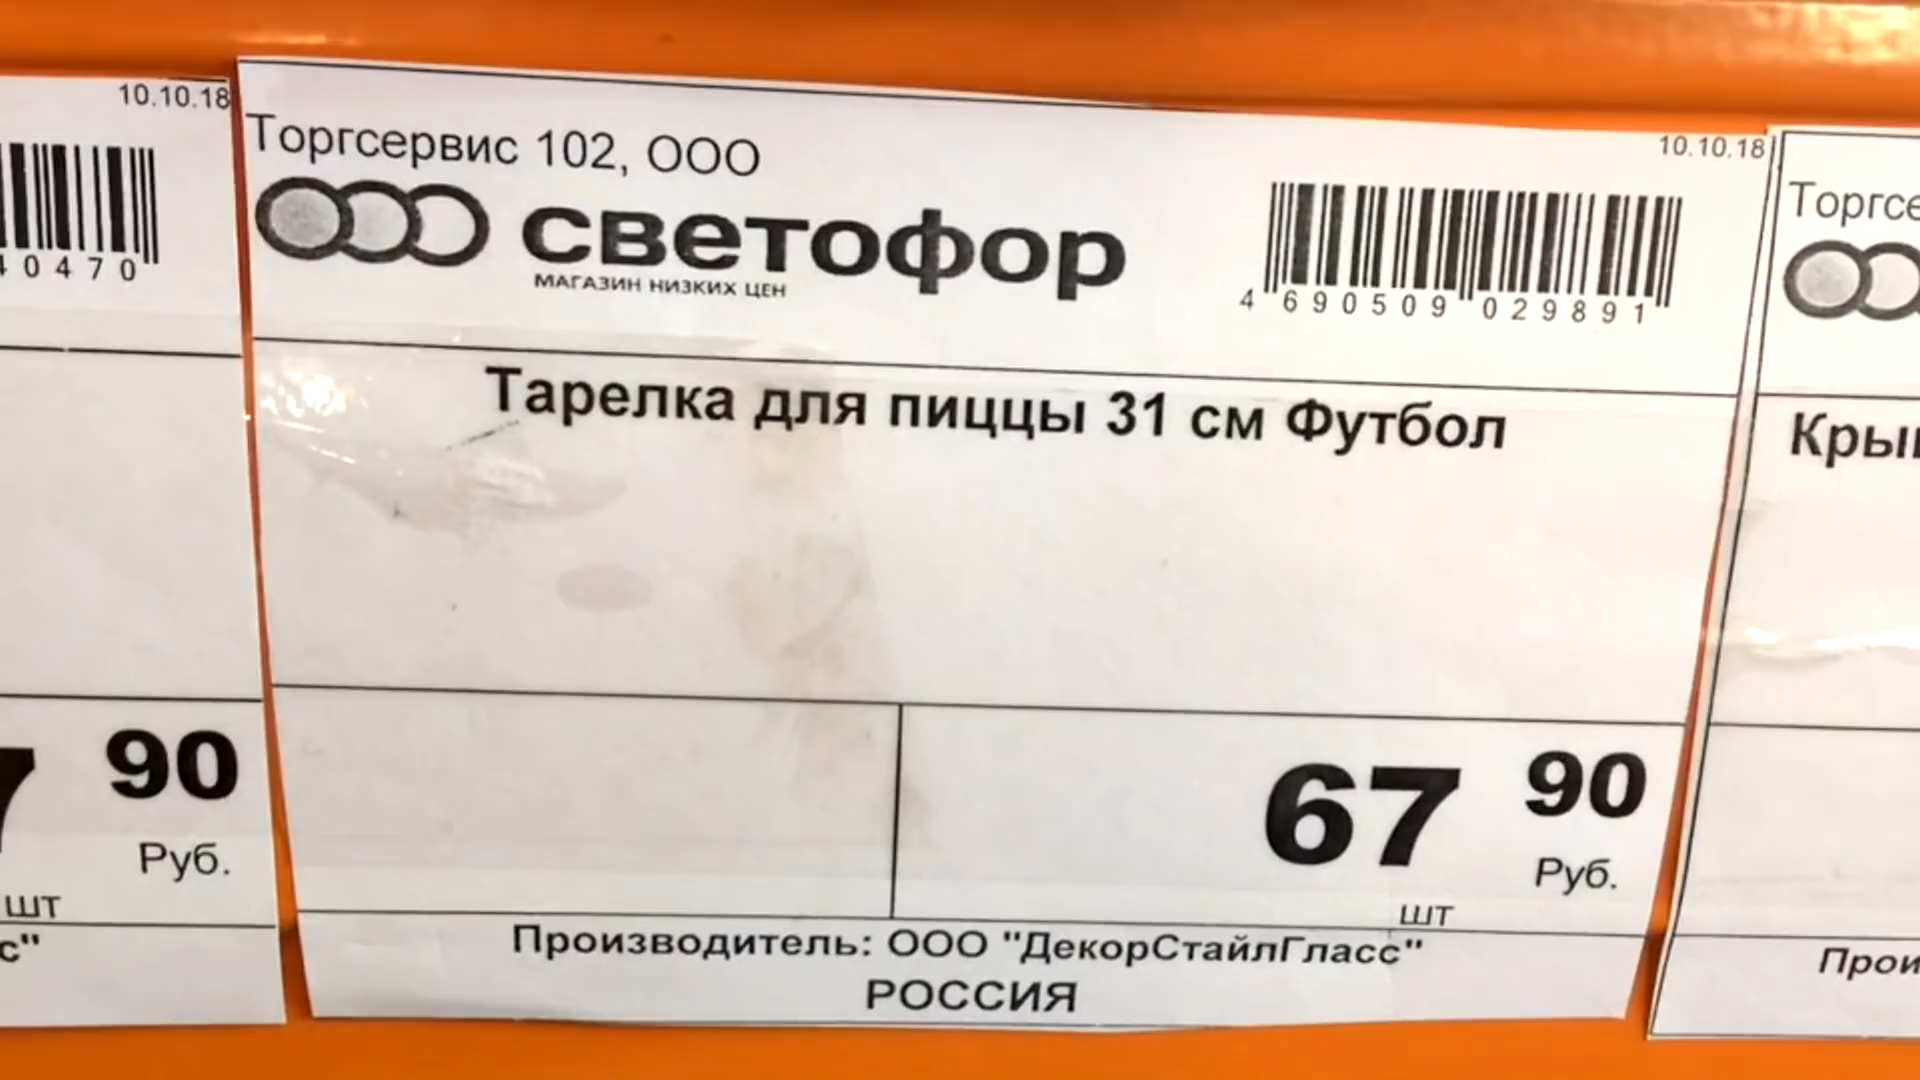 10.10.18
40470
90
Руб.
шт
с"
Торгсервис 102, ООО
10.10.18
светофор
МАГАЗИН НИЗКИХ ЦЕН
4 690509 029891
Тарелка для пиццы 31 см Футбол
67 90
Руб.
шт
Производитель: ООО "ДекорСтайлГласс"
РОССИЯ